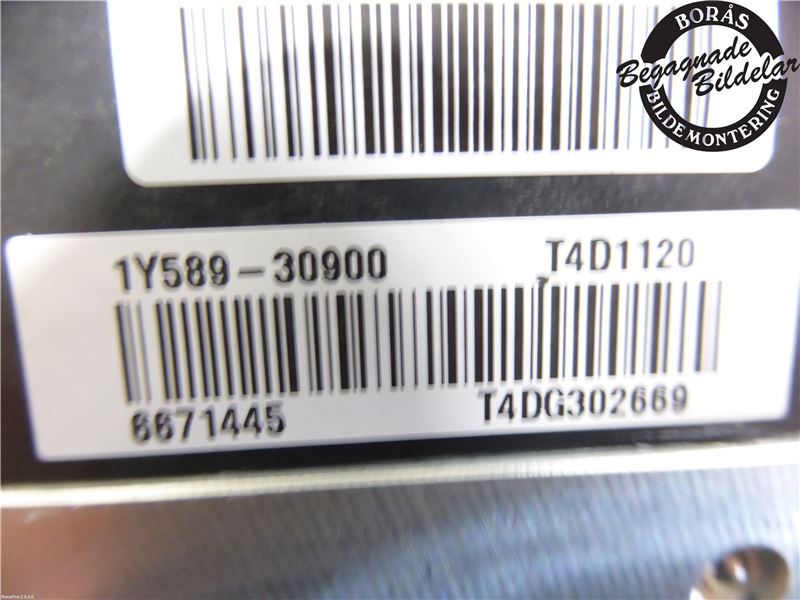 BORÅS
Begagnade
Bildelar
BILDEMONTERING
1Y589-30900 T4D1120
6671445 T4DG302669